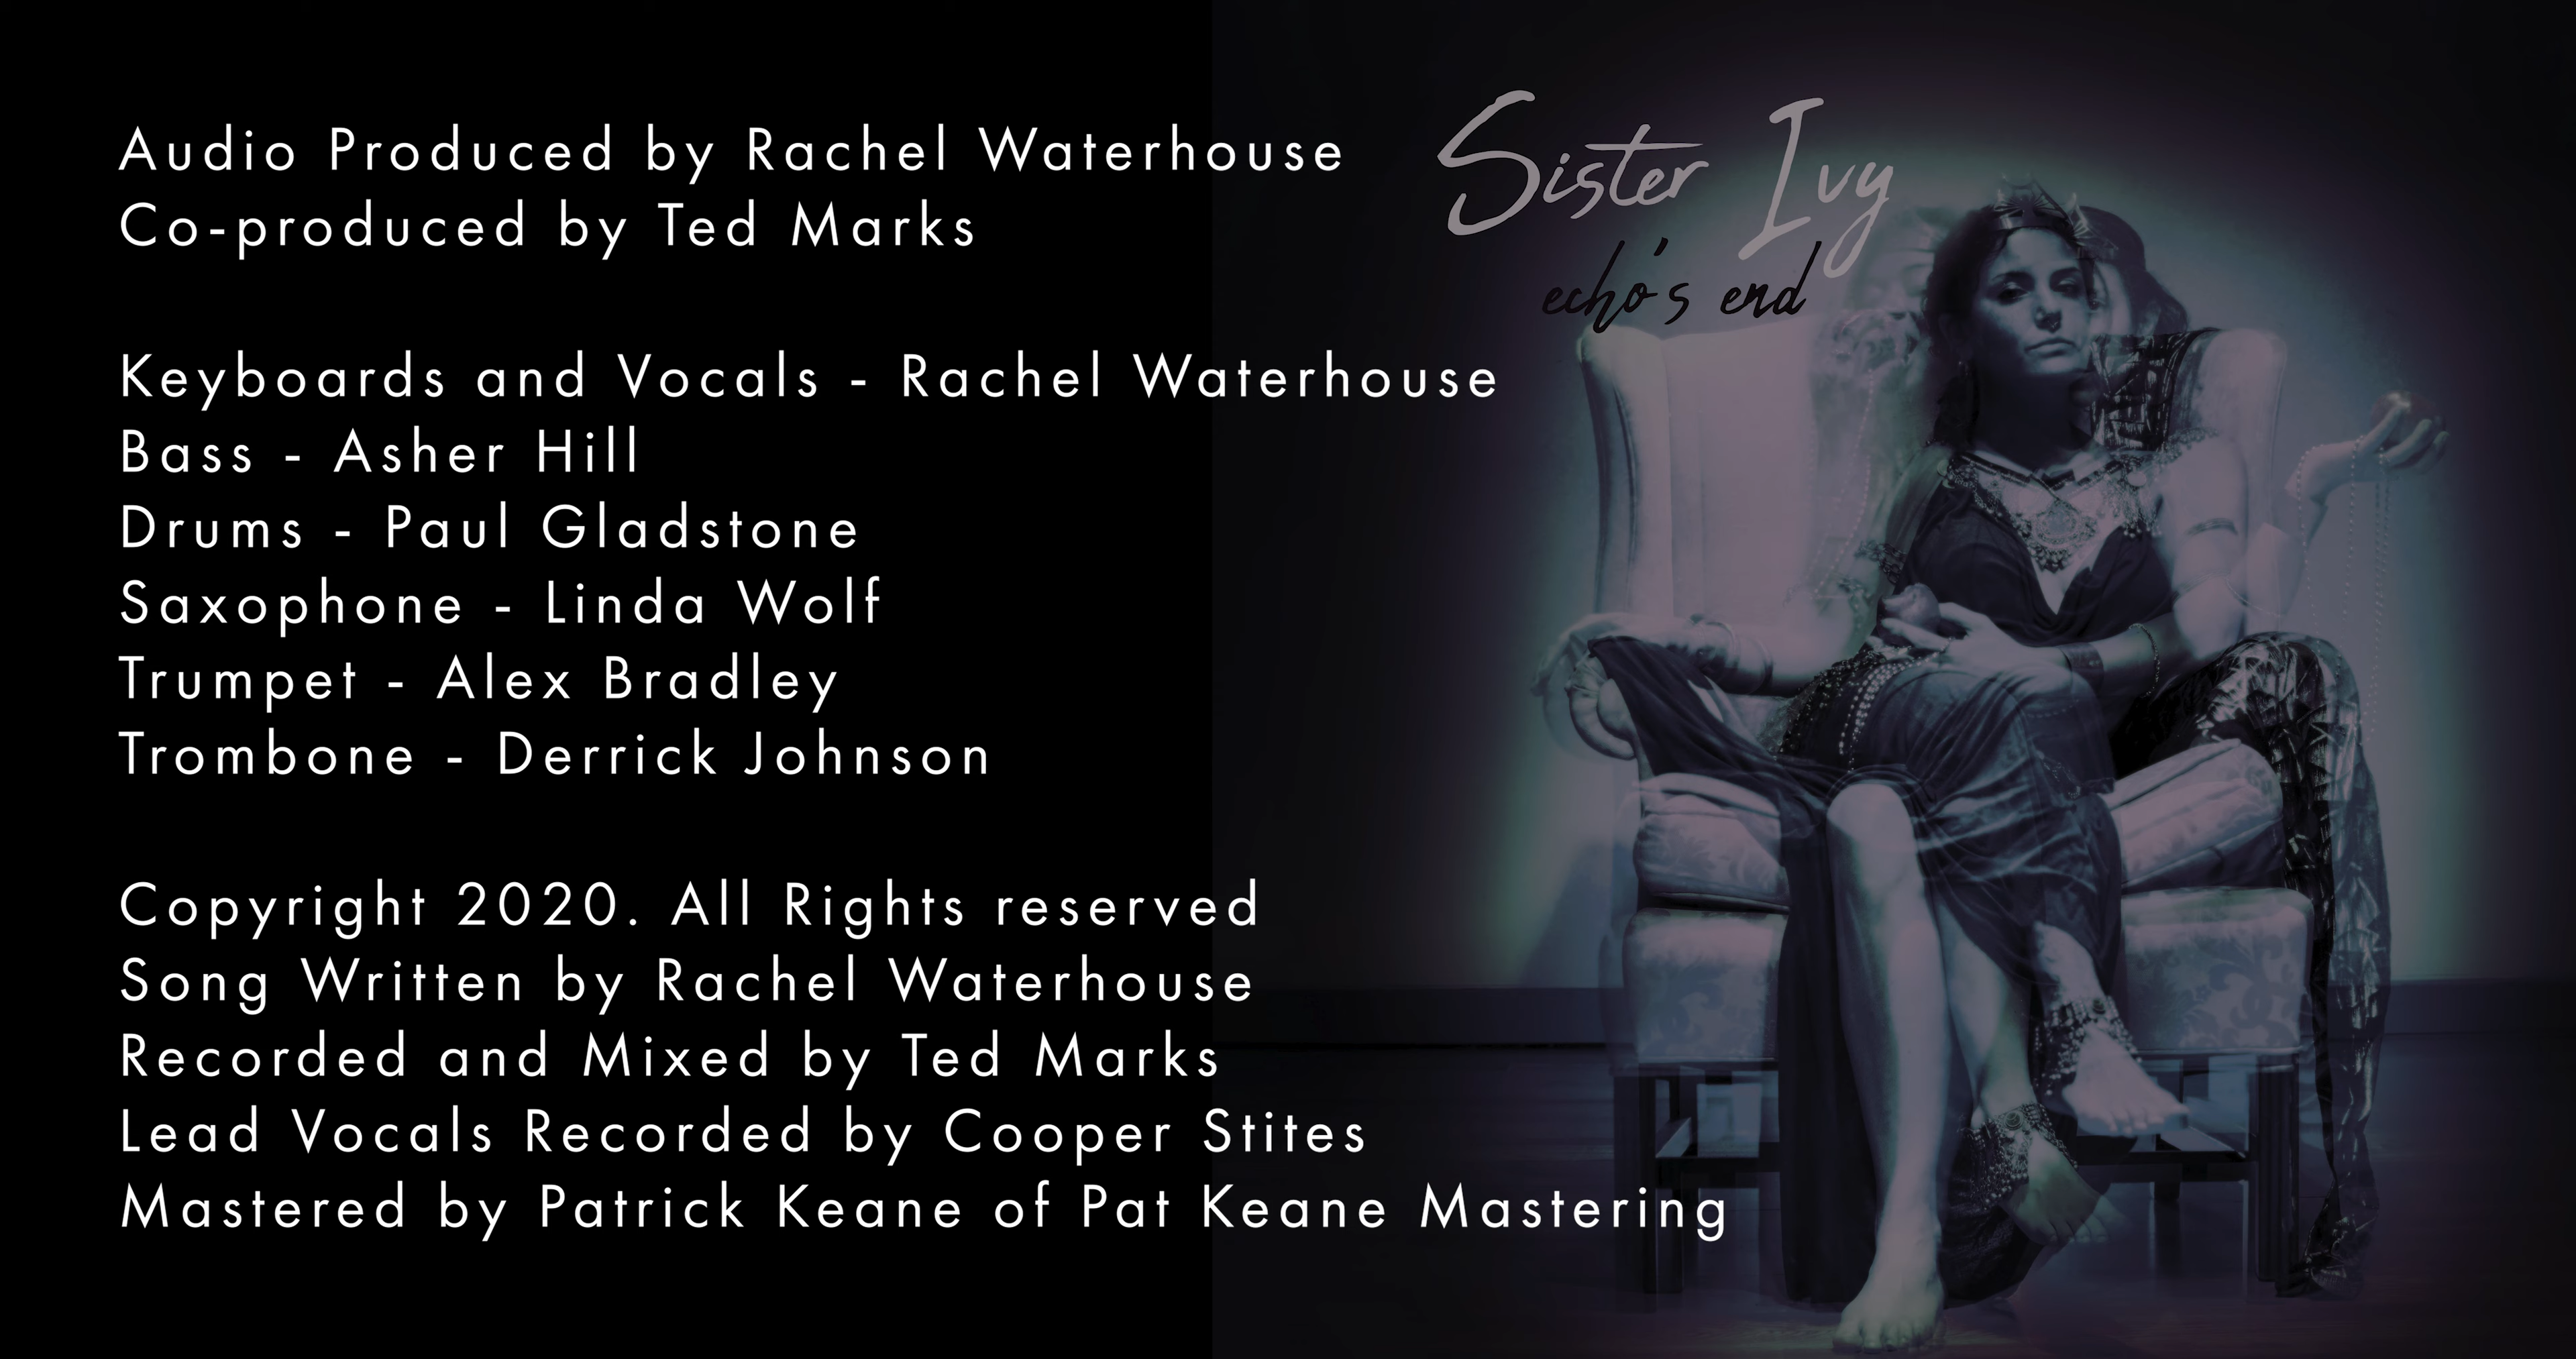 Audio Produced by Rachel Waterhouse
Co-produced by Ted Marks
Keyboards and Vocals - Rachel Waterhouse
Bass - Asher Hill
Drums - Paul Gladstone
Saxophone - Linda Wolf
Trumpet - Alex Bradley
Trombone - Derrick Johnson
Copyright 2020. All Rights reserved
Song Written by Rachel Waterhouse
Recorded and Mixed by Ted Marks
Lead Vocals Recorded by Cooper Stites
Mastered by Patrick Keane of Pat Keane Mastering
Sister Ivy
echo's end